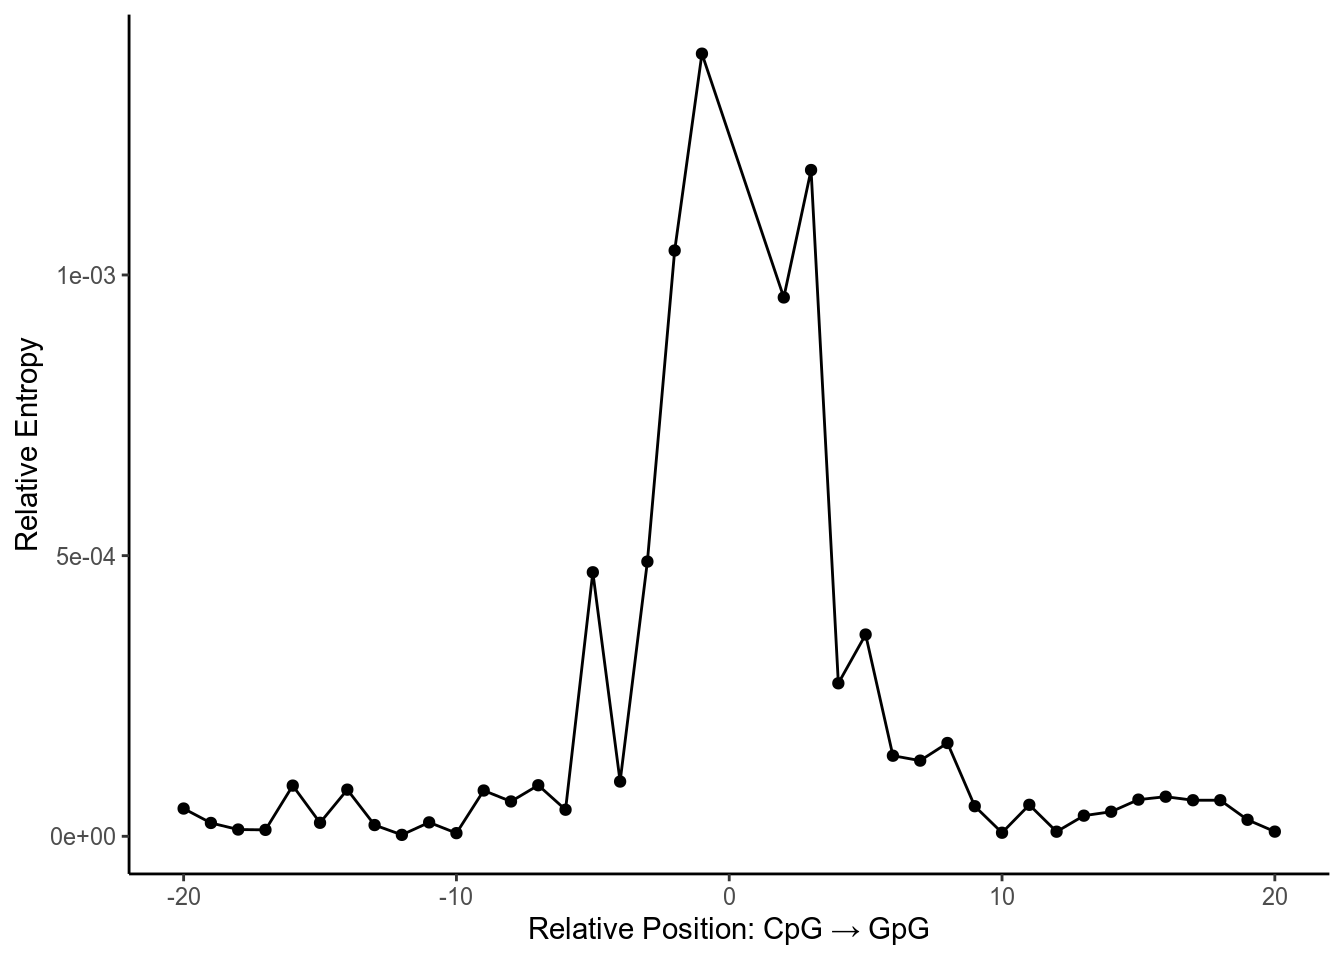 Relative Entropy
1e-03
5e-04
0e+00
-20
-10
0
10
20
Relative Position: CpG → GpG